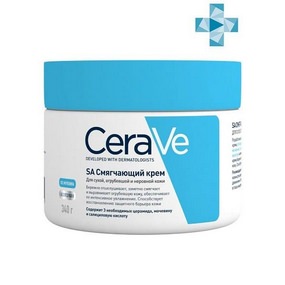 CeraVe
DEVELOPED WITH DERMATOLOGISTS
SA Смягчающий крем
Для сухой, огрубевшей и неровной кожи
Бережно отшелушивает, заметно смягчает
и выравнивает огрубевшую кожу, обеспечивает
ее интенсивное увлажнение. Способствует
восстановлению защитного барьера кожи
Содержит 3 необходимых церамида, мочевину
и салициловую кислоту
340 г